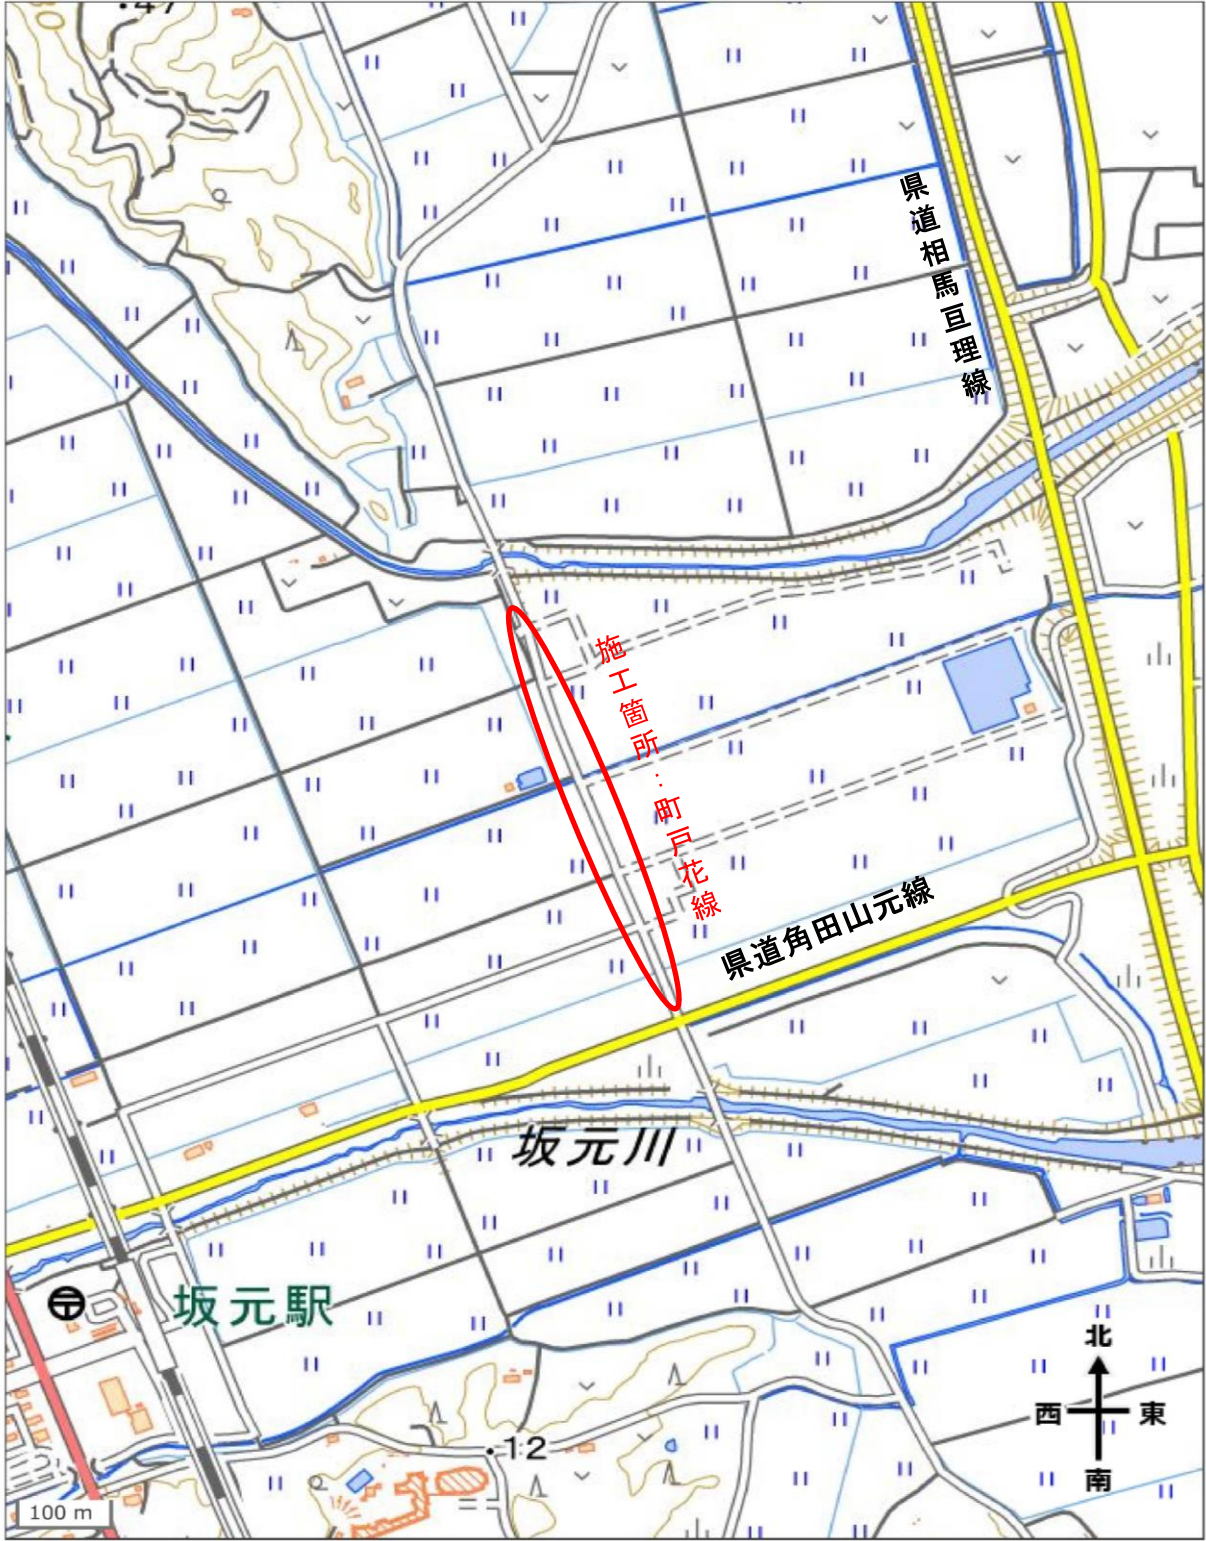 ・47
県道相馬亘理線
施工箇所：町戸花線
県道角田山元線
坂元川
坂元駅
・12
北
西 東
南
100 m